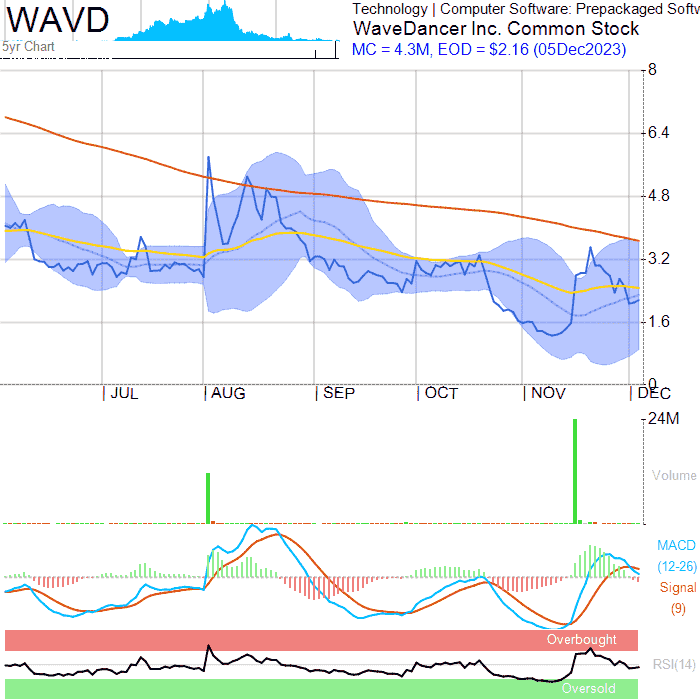 WAVD
5yr Chart
Technology | Computer Software: Prepackaged Softw
WaveDancer Inc. Common Stock
MC = 4.3M, EOD = $2.16 (05Dec2023)
8
6.4
4.8
3.2
1.6
0
JUL AUG SEP OCT NOV DEC
24M
Volume
MACD
(12-26)
Signal
(9)
Overbought
RSI(14)
Oversold